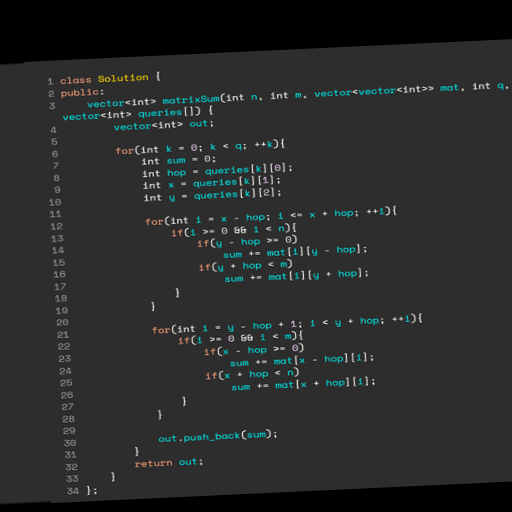 1 class Solution {
2 public:
3 vector<int> matrixSum(int n, int m, vector<vector<int>> mat, int q,
vector<int> queries[]) {
4 vector<int> out;
5
6 for(int k = 0; k < q; ++k){
7 int sum = 0;
8 int hop = queries[k][0];
9 int x = queries[k][1];
10 int y = queries[k][2];
11
12 for(int i = x - hop; i <= x + hop; ++i){
13 if(i >= 0 && i < n){
14 if(y - hop >= 0)
15 sum += mat[i][y - hop];
16 if(y + hop < m)
17 sum += mat[i][y + hop];
18 }
19 }
20
21 for(int i = y - hop + 1; i < y + hop; ++i){
22 if(i >= 0 && i < m){
23 if(x - hop >= 0)
24 sum += mat[x - hop][i];
25 if(x + hop < n)
26 sum += mat[x + hop][i];
27 }
28 }
29
30 out.push_back(sum);
31 }
32 return out;
33 }
34 };